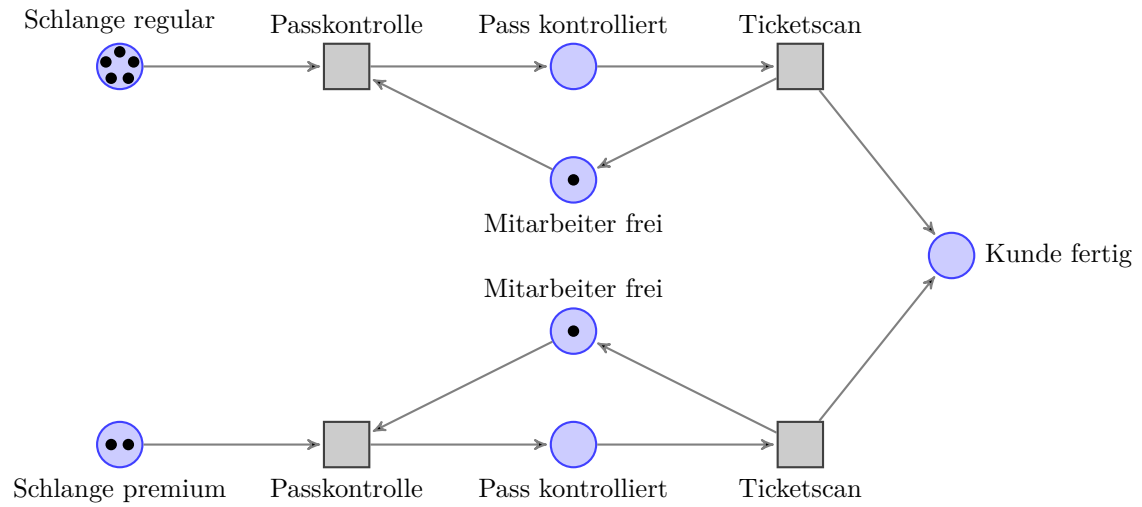 Schlange regular
Passkontrolle
Pass kontrolliert
Ticketscan
Mitarbeiter frei
Kunde fertig
Mitarbeiter frei
Schlange premium
Passkontrolle
Pass kontrolliert
Ticketscan